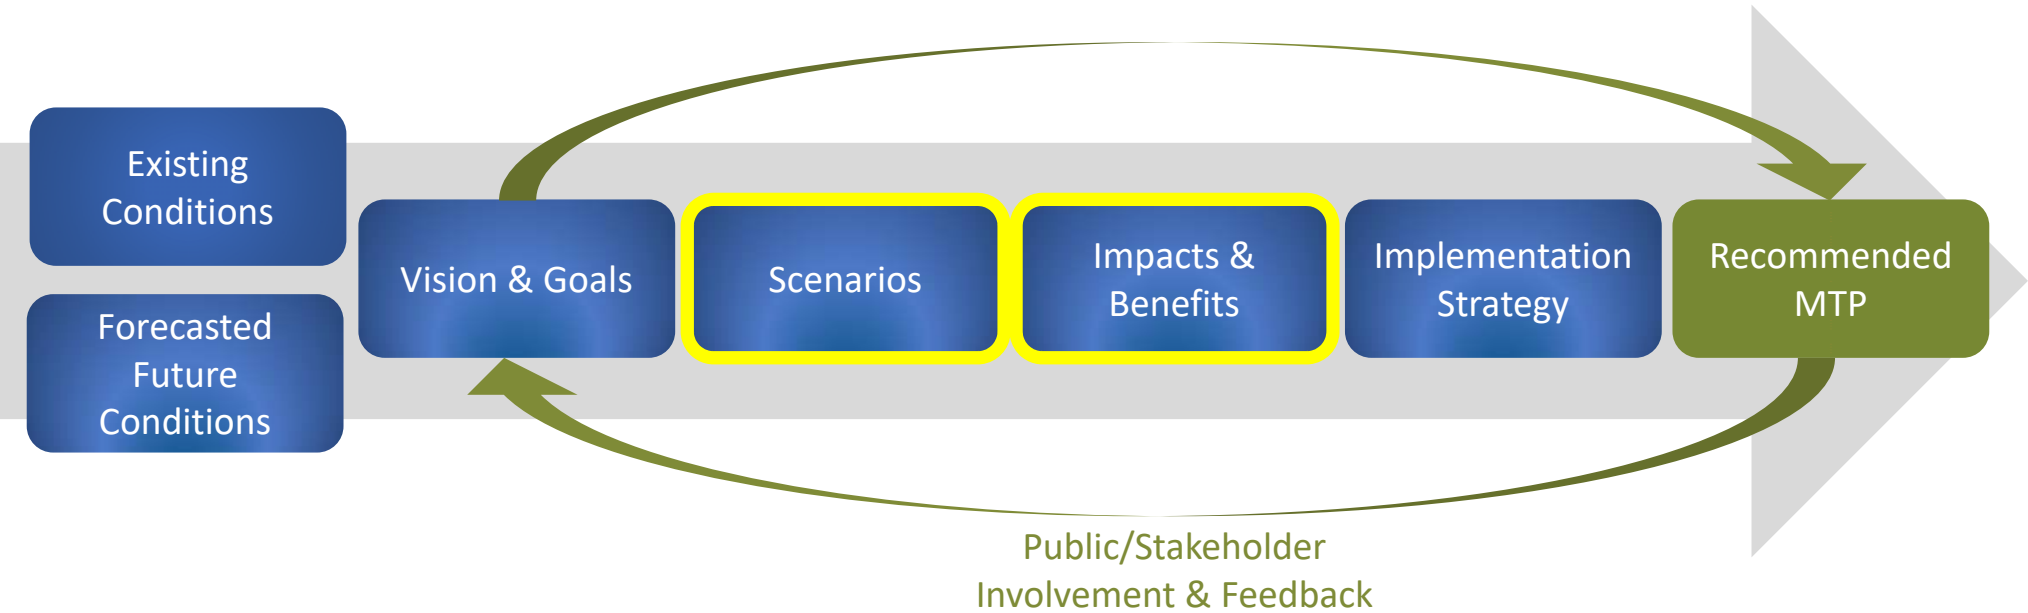 Existing
Conditions
Forecasted
Future
Conditions
Vision & Goals
Scenarios
Impacts &
Benefits
Implementation
Strategy
Recommended
MTP
Public/Stakeholder
Involvement & Feedback